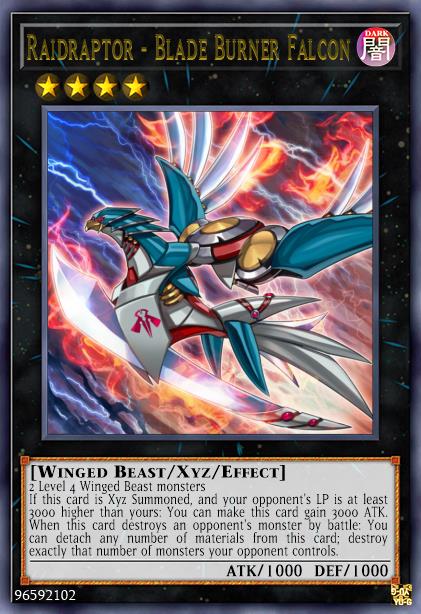 Raidraptor - Blade Burner Falcon
DARK
闇
[Winged Beast/Xyz/Effect]
2 Level 4 Winged Beast monsters
If this card is Xyz Summoned, and your opponent's LP is at least
3000 higher than yours: You can make this card gain 3000 ATK.
When this card destroys an opponent's monster by battle: You
can detach any number of materials from this card; destroy
exactly that number of monsters your opponent controls.
ATK/1000 DEF/1000
96592102